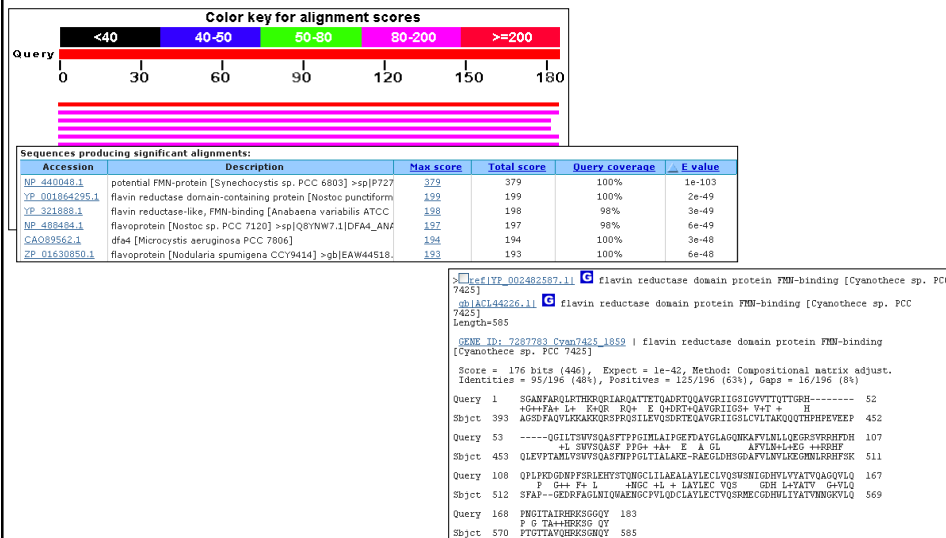 Color key for alignment scores
<40 40-50 50-80 80-200 >=200
Query
0 30 60 90 120 150 180
Sequences producing significant alignments:
Accession Description Max score Total score Query coverage E value
NP_440048.1 potential FMN-protein [Synechocystis sp. PCC 6803] >sp|P727 379 379 100% 1e-103
YP_001864295.1 flavin reductase domain-containing protein [Nostoc punctiform 199 199 100% 2e-49
YP_321888.1 flavin reductase-like, FMN-binding [Anabaena variabilis ATCC 198 198 98% 3e-49
NP_488484.1 flavoprotein [Nostoc sp. PCC 7120] >sp|Q8YNW7.1|DFA4_ANA 197 197 98% 6e-49
CAO89562.1 dfa4 [Microcystis aeruginosa PCC 7806] 194 194 100% 3e-48
ZP_01630850.1 flavoprotein [Nodularia spumigena CCY9414] >gb|EAW44518. 193 193 100% 6e-48
>ref|YP_002482587.1| G flavin reductase domain protein FMN-binding [Cyanothece sp. PCC
7425]
gb|ACL44226.1| G flavin reductase domain protein FMN-binding [Cyanothece sp. PCC
7425]
Length=585
GENE ID: 7287783 Cyan7425_1859 | flavin reductase domain protein FMN-binding
[Cyanothece sp. PCC 7425]
Score = 176 bits (446), Expect = 1e-42, Method: Compositional matrix adjust.
Identities = 95/196 (48%), Positives = 125/196 (63%), Gaps = 16/196 (8%)
Query 1 SGANFARQLRTHKRQRIARQATTETQADRTQQAVGRIIGSIGVVTTQTTGRH-------- 52
+G++FA+ L+ K+QR RQ+ E Q+DRT+QAVGRIIGS+ V+T + H
Sbjct 393 AGSDFAQVLKKAKKQRSPRQSILEVQSDRTEQAVGRIIGSLCVLTAKQQQTHPHPEVEEP 452
Query 53 -----QGILTSWVSQASFTPPGIMLAIPGEFDAYGLAGQNKAFVLNLLQEGRSVRRHFDH 107
+L SWVSQASF PPG+ +A+ E A GL AFVLN+L+EG ++RRHF
Sbjct 453 QLEVPTAMLVSWVSQASFNPPGLTIALAKE-RAEGLDHSGDAFVLNVLKEGMNLRRHFSK 511
Query 108 QPLPKDGDNPFSRLEHYSTQNGCLILAEALAYLECLVQSWSNIGDHVLVYATVQAGQVLQ 167
P G++ F+ L +NGC +L + LAYLEC VQS GDH L+YATV G+VLQ
Sbjct 512 SFAP--GEDRFAGLNIQWAENGCPVLQDCLAYLECTVQSRMECGDHWLIYATVNNGKVLQ 569
Query 168 PNGITAIRHRKSGGQY 183
P G TA++HRKSG QY
Sbjct 570 PTGTTAVQHRKSGNQY 585